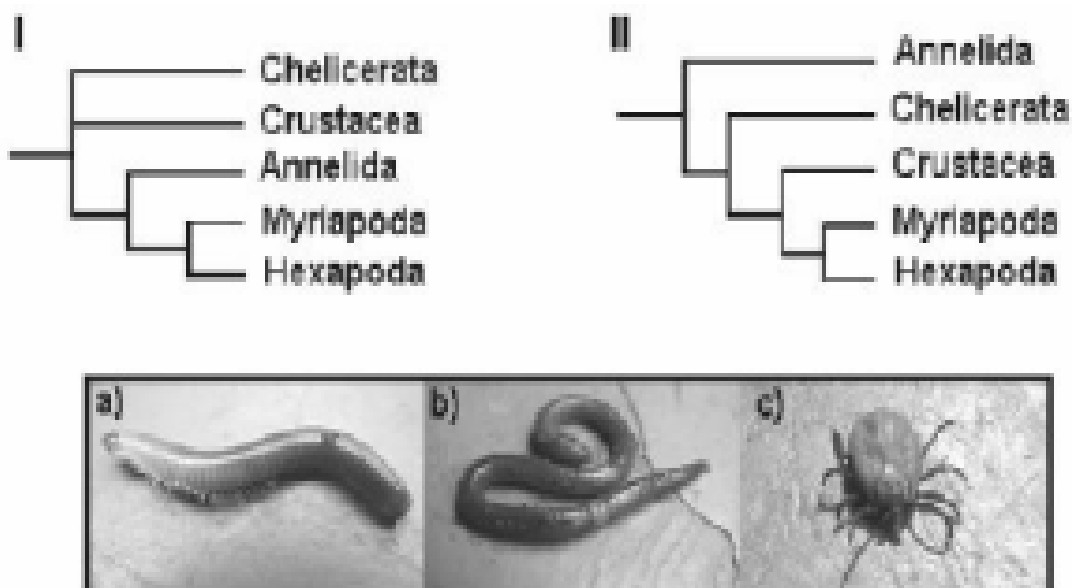 I
Chelicerata
Crustacea
Annelida
Myriapoda
Hexapoda
II
Annelida
Chelicerata
Crustacea
Myriapoda
Hexapoda
a)
b)
c)